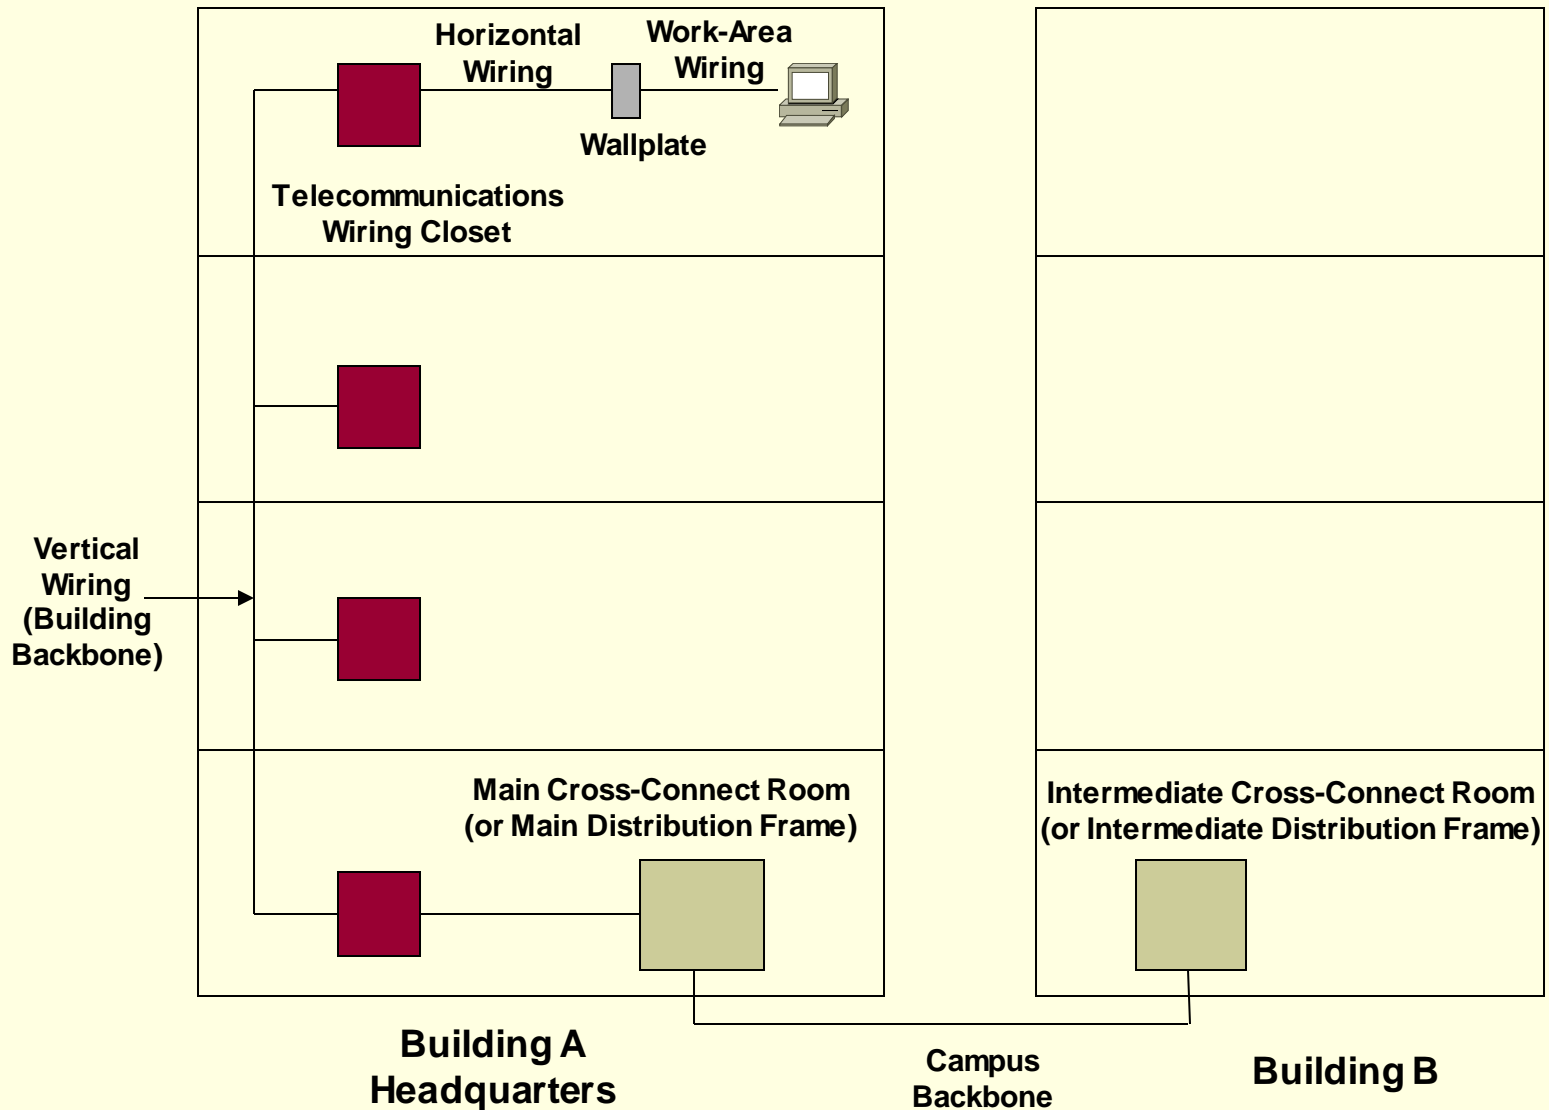 Horizontal
Wiring
Work-Area
Wiring
Wallplate
Telecommunications
Wiring Closet
Vertical
Wiring
(Building
Backbone)
Main Cross-Connect Room
(or Main Distribution Frame)
Intermediate Cross-Connect Room
(or Intermediate Distribution Frame)
Building A
Headquarters
Campus
Backbone
Building B